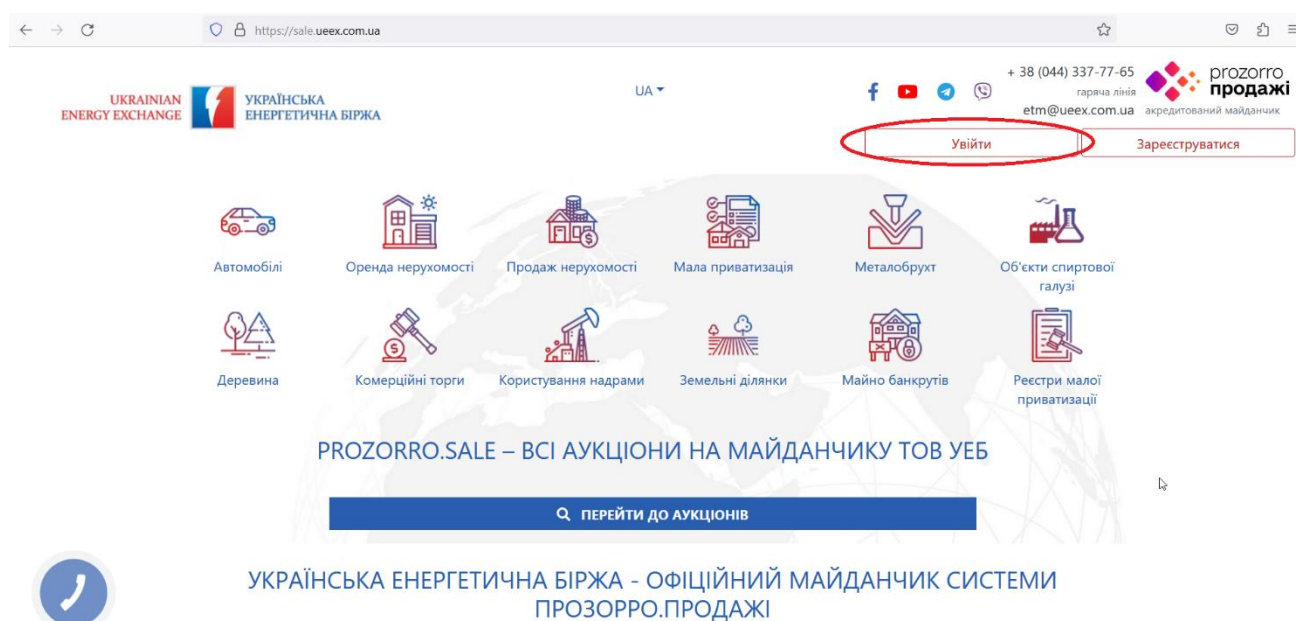 https://sale.ueex.com.ua
UKRAINIAN
ENERGY EXCHANGE
УКРАЇНСЬКА
ЕНЕРГЕТИЧНА БІРЖА
UA
+ 38 (044) 337-77-65
гаряча лінія
etm@ueex.com.ua
prozorro
продажі
акредитований майданчик
Увійти
Зареєструватися
Автомобілі
Оренда нерухомості
Продаж нерухомості
Мала приватизація
Металобрухт
Об'єкти спиртової
галузі
Деревина
Комерційні торги
Користування надрами
Земельні ділянки
Майно банкрутів
Реєстри малої
приватизації
PROZORRO.SALE – ВСІ АУКЦІОНИ НА МАЙДАНЧИКУ ТОВ УЕБ
ПЕРЕЙТИ ДО АУКЦІОНІВ
УКРАЇНСЬКА ЕНЕРГЕТИЧНА БІРЖА - ОФІЦІЙНИЙ МАЙДАНЧИК СИСТЕМИ
ПРОЗОРРО.ПРОДАЖІ